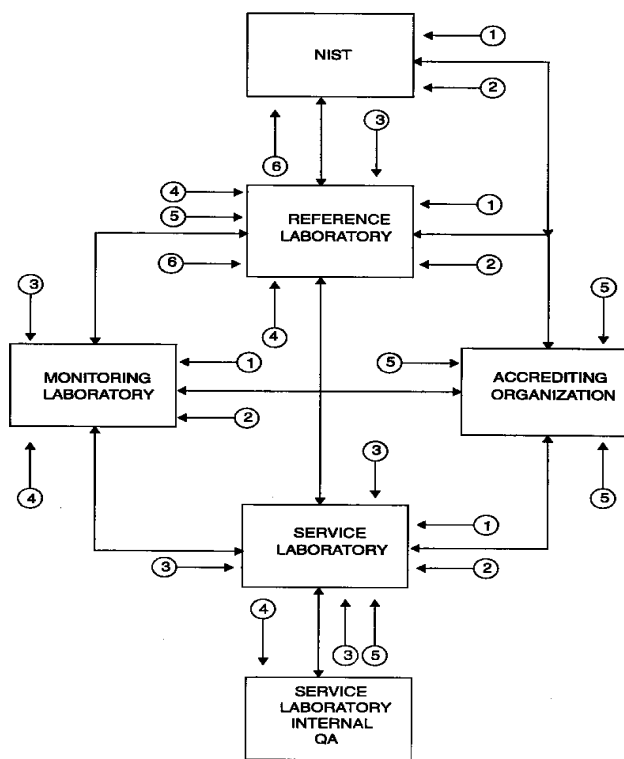 1
NIST
2
3
6
4
5
REFERENCE
LABORATORY
1
6
2
3
4
5
MONITORING
LABORATORY
1
2
5
ACCREDITING
ORGANIZATION
4
3
5
SERVICE
LABORATORY
1
3
2
4
3
5
SERVICE
LABORATORY
INTERNAL
QA